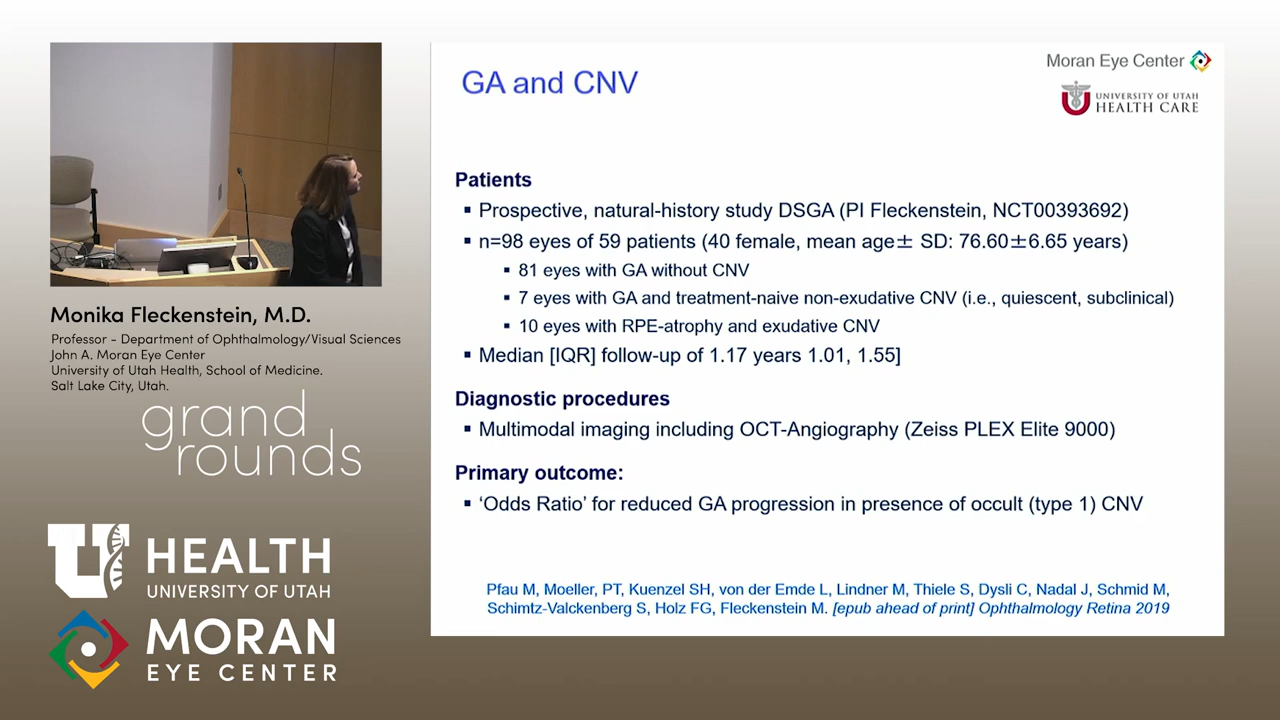 GA and CNV
Moran Eye Center
UNIVERSITY OF UTAH
HEALTH CARE
Patients
▪ Prospective, natural-history study DSGA (PI Fleckenstein, NCT00393692)
▪ n=98 eyes of 59 patients (40 female, mean age± SD: 76.60±6.65 years)
▪ 81 eyes with GA without CNV
▪ 7 eyes with GA and treatment-naive non-exudative CNV (i.e., quiescent, subclinical)
▪ 10 eyes with RPE-atrophy and exudative CNV
▪ Median [IQR] follow-up of 1.17 years 1.01, 1.55]
Diagnostic procedures
▪ Multimodal imaging including OCT-Angiography (Zeiss PLEX Elite 9000)
Primary outcome:
▪ ‘Odds Ratio’ for reduced GA progression in presence of occult (type 1) CNV
Pfau M, Moeller, PT, Kuenzel SH, von der Emde L, Lindner M, Thiele S, Dysli C, Nadal J, Schmid M,
Schimtz-Valckenberg S, Holz FG, Fleckenstein M. [epub ahead of print] Ophthalmology Retina 2019
Monika Fleckenstein, M.D.
Professor - Department of Ophthalmology/Visual Sciences
John A. Moran Eye Center
University of Utah Health, School of Medicine.
Salt Lake City, Utah.
grand
rounds
U HEALTH
UNIVERSITY OF UTAH
MORAN
EYE CENTER